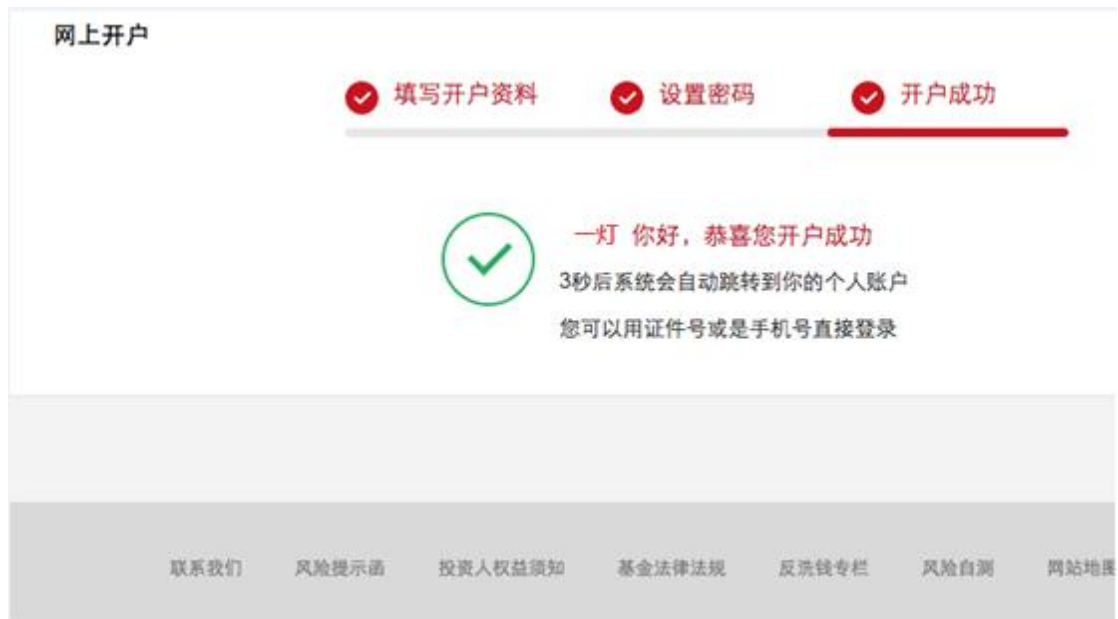 网上开户
填写开户资料 设置密码 开户成功
一灯 你好，恭喜您开户成功
3秒后系统会自动跳转到你的个人账户
您可以用证件号或是手机号直接登录
联系我们 风险提示函 投资人权益须知 基金法律法规 反洗钱专栏 风险自测 网站地图